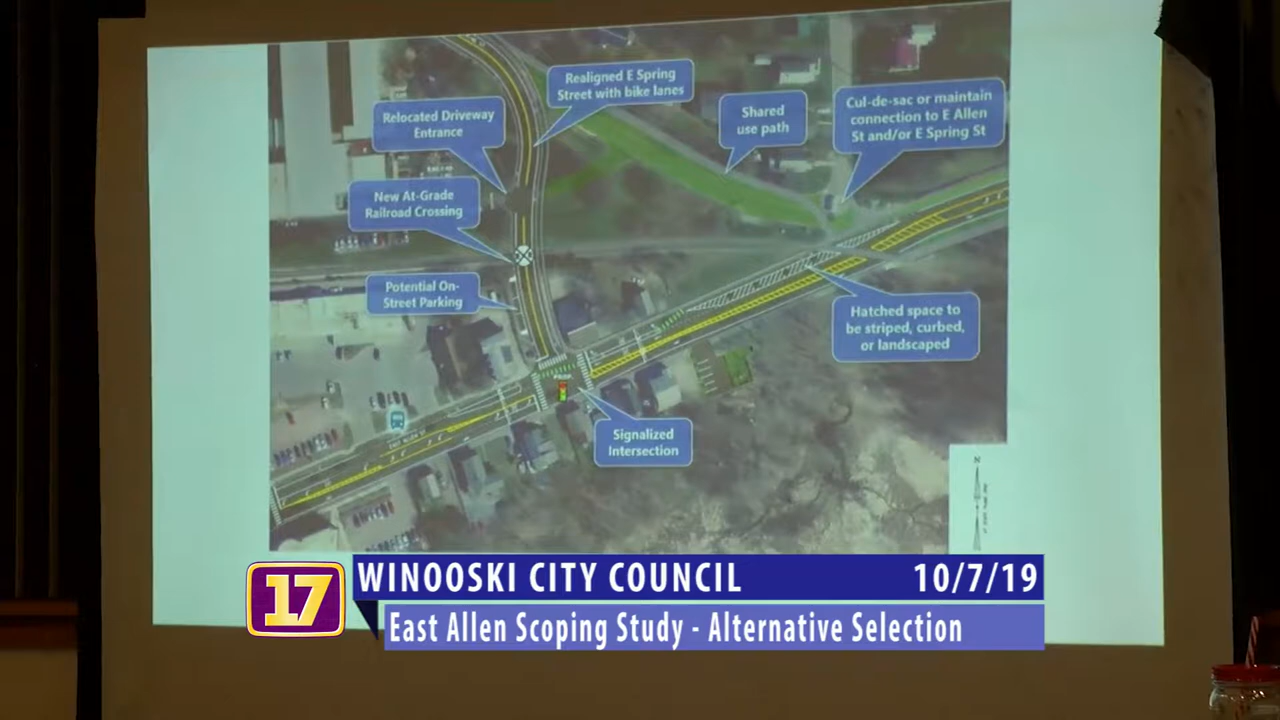 Realigned E Spring
Street with bike lanes
Relocated Driveway
Entrance
Shared
use path
Cul-de-sac or maintain
connection to E Allen
St and/or E Spring St
New At-Grade
Railroad Crossing
Potential On-
Street Parking
Hatched space to
be striped, curbed,
or landscaped
Signalized
Intersection
EAST ALLEN ST
N
17
WINOOSKI CITY COUNCIL 10/7/19
East Allen Scoping Study - Alternative Selection